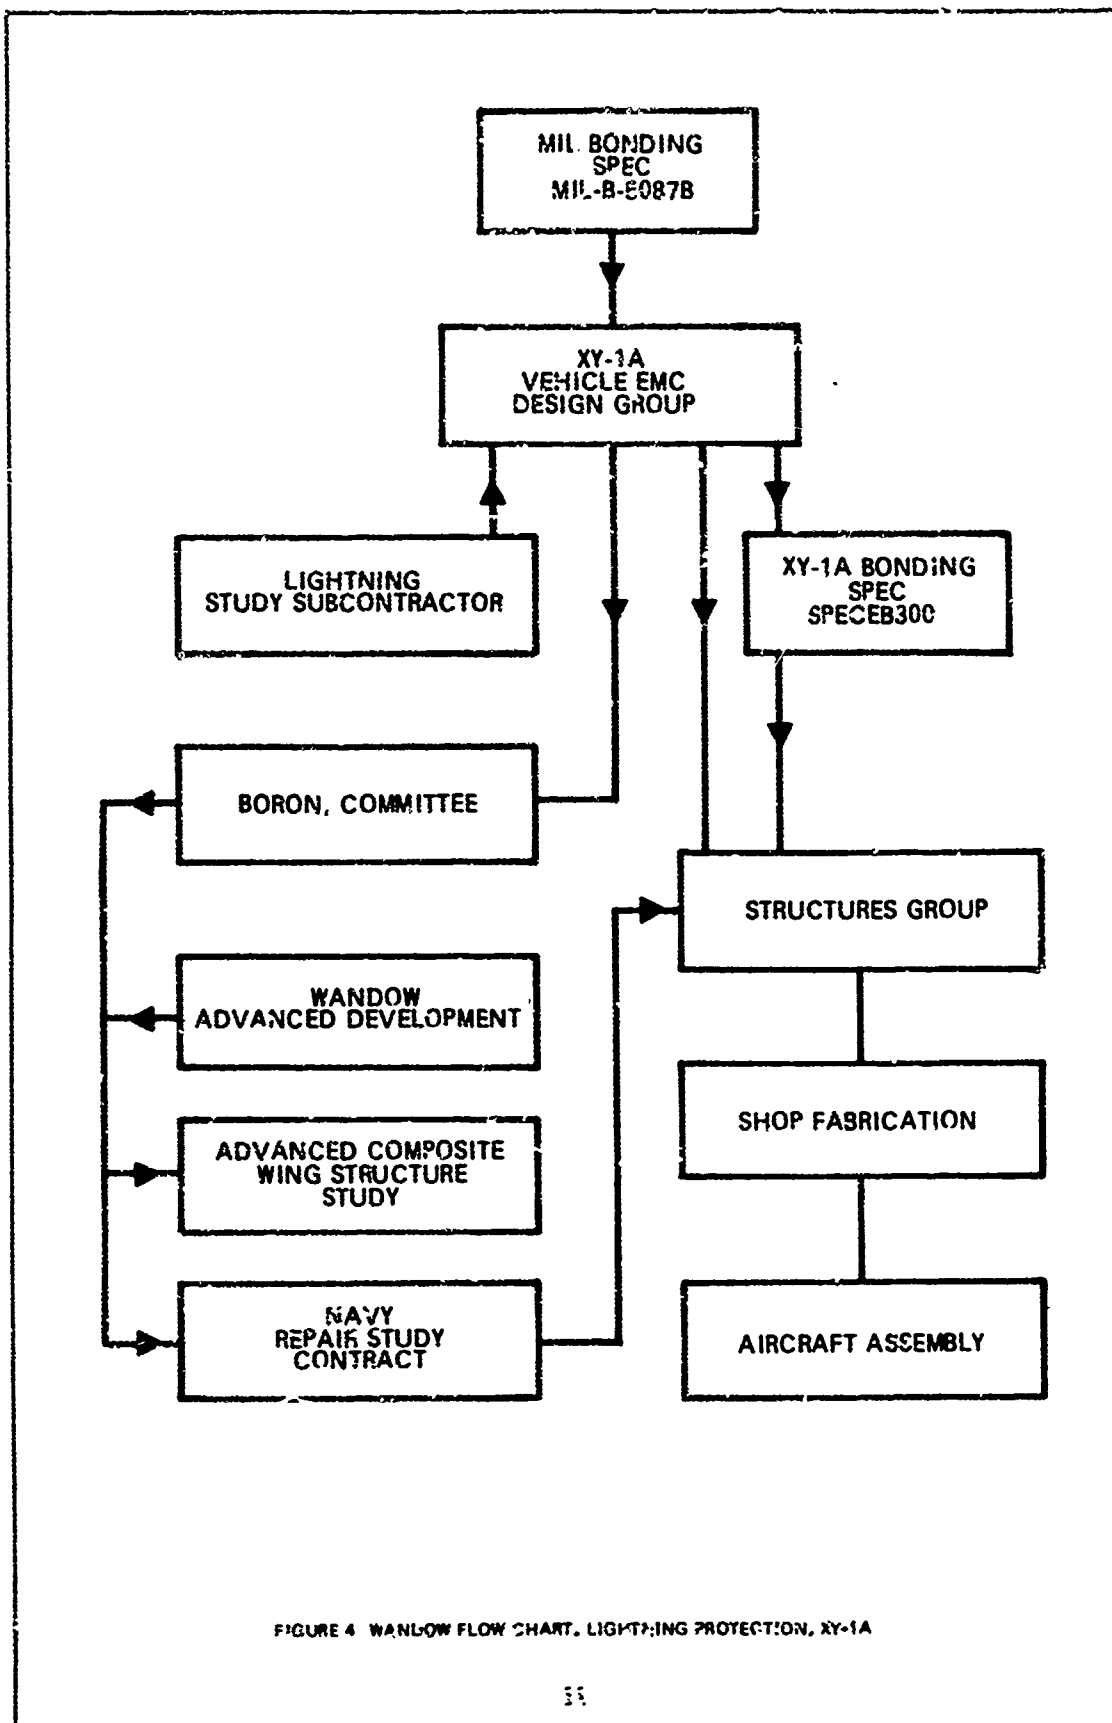 MIL BONDING
SPEC
MIL-B-5087B
XY-1A
VEHICLE EMC
DESIGN GROUP
LIGHTNING
STUDY SUBCONTRACTOR
XY-1A BONDING
SPEC
SPECEB300
BORON, COMMITTEE
STRUCTURES GROUP
WANDOW
ADVANCED DEVELOPMENT
SHOP FABRICATION
ADVANCED COMPOSITE
WING STRUCTURE
STUDY
NAVY
REPAIR STUDY
CONTRACT
AIRCRAFT ASSEMBLY
FIGURE 4 WANDOW FLOW CHART, LIGHTNING PROTECTION, XY-1A